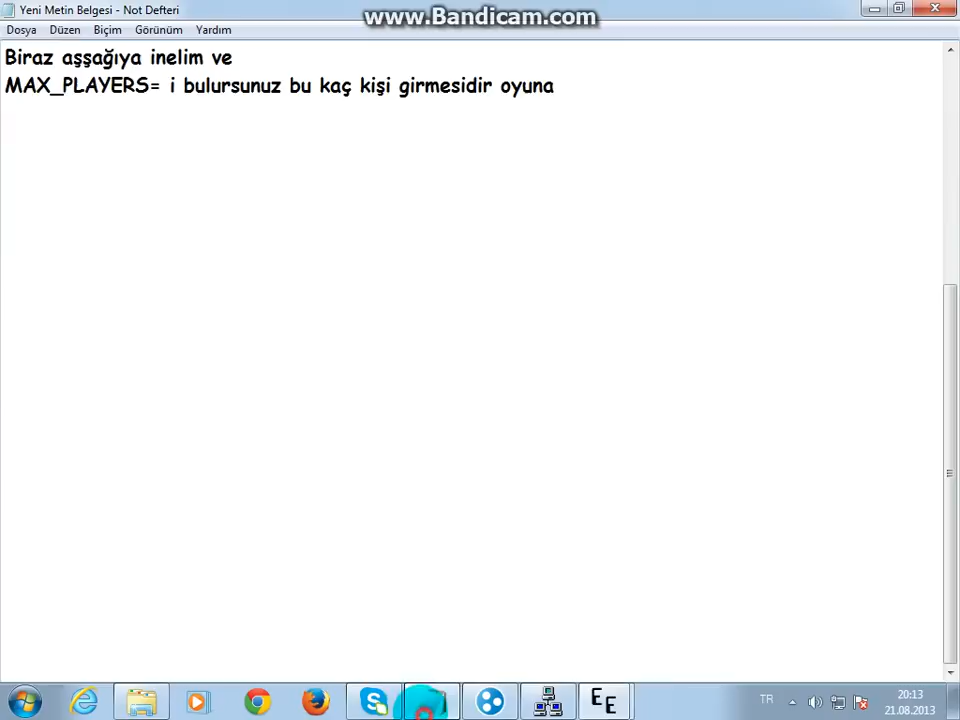 Yeni Metin Belgesi - Not Defteri
www.Bandicam.com
Dosya Düzen Biçim Görünüm Yardım
Biraz aşşağıya inelim ve
MAX_PLAYERS= i bulursunuz bu kaç kişi girmesidir oyuna
EE
TR
20:13
21.08.2013